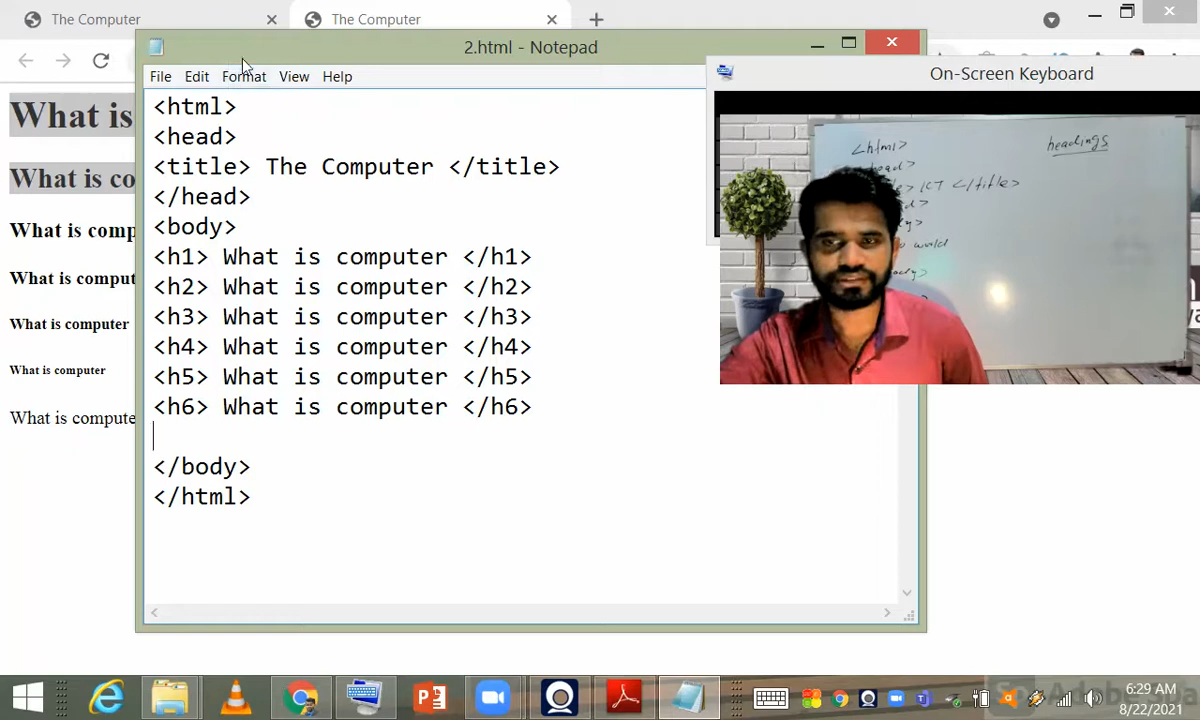 The Computer
The Computer
2.html - Notepad
File Edit Format View Help
On-Screen Keyboard
<html>
<head>
<title> The Computer </title>
</head>
<body>
<h1> What is computer </h1>
<h2> What is computer </h2>
<h3> What is computer </h3>
<h4> What is computer </h4>
<h5> What is computer </h5>
<h6> What is computer </h6>
</body>
</html>
What is
What is co
What is comp
What is comput
What is computer
What is computer
What is compute
<html>
headings
ICT </title>
world
6:29 AM
8/22/2021